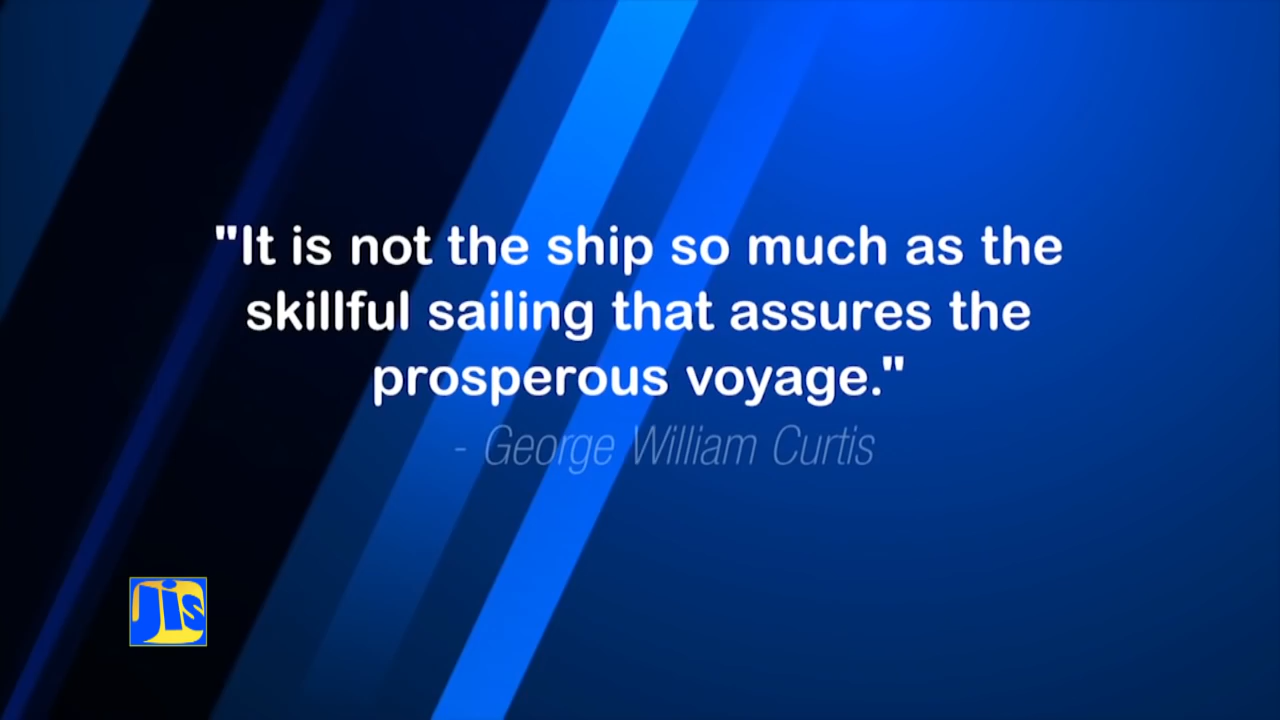 "It is not the ship so much as the
skillful sailing that assures the
prosperous voyage."
- George William Curtis
jis